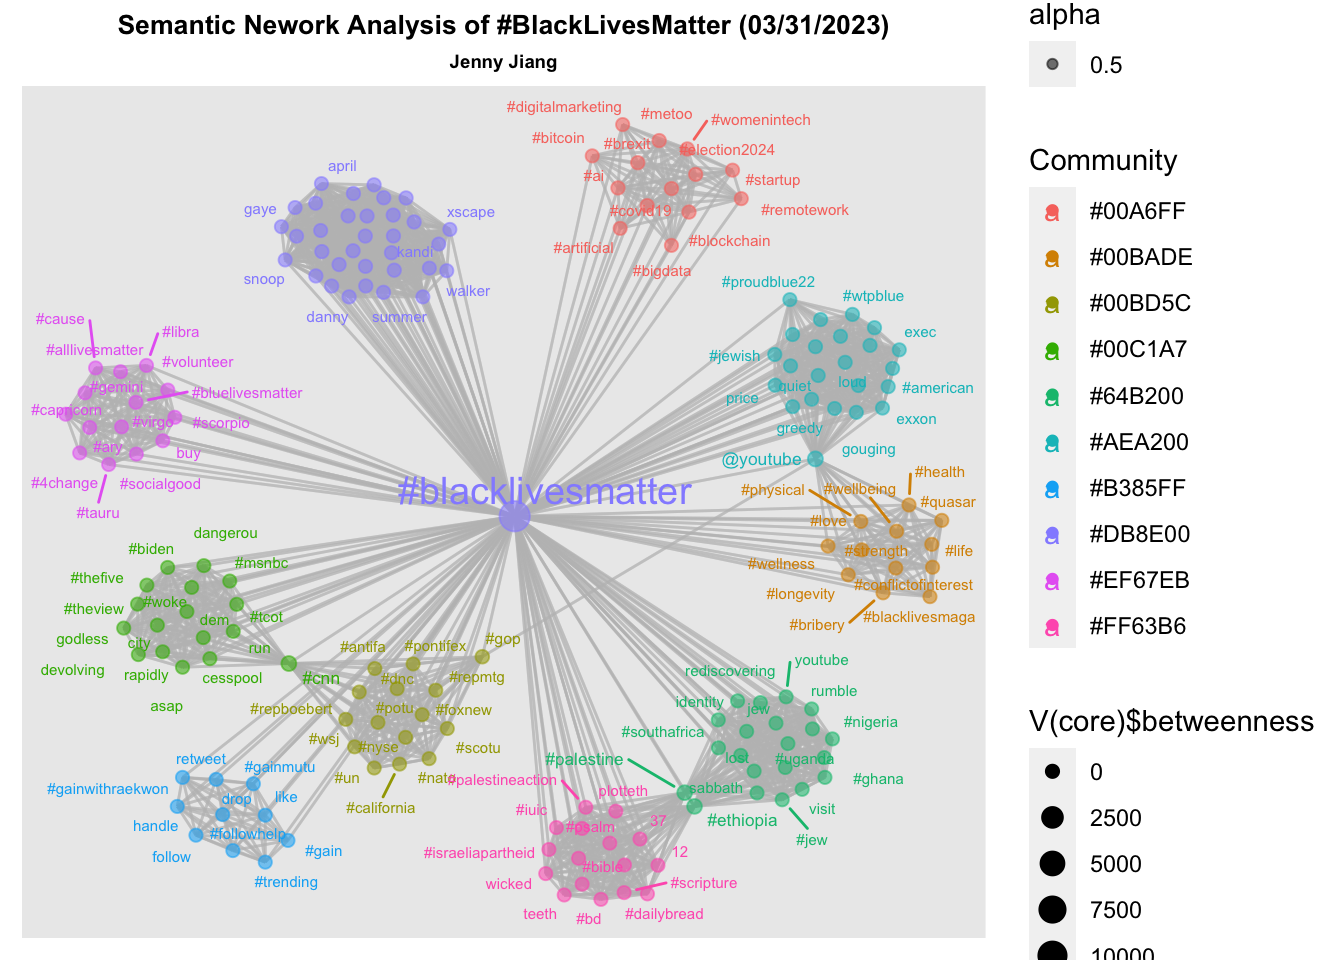 Semantic Nework Analysis of #BlackLivesMatter (03/31/2023)
Jenny Jiang
#digitalmarketing
#metoo
#womenintech
#bitcoin
#brexit
#election2024
#ai
#startup
#covid19
#remotework
#artificial
#blockchain
#bigdata
april
gaye
xscape
kandi
snoop
walker
danny
summer
#proudblue22
#wtpblue
exec
#jewish
quiet
loud
#american
price
exxon
greedy
gouging
@youtube
#cause
#libra
#alllivesmatter
#volunteer
#gemini
#bluelivesmatter
#capricorn
#virgo
#scorpio
#ary
buy
#4change
#socialgood
#tauru
#blacklivesmatter
#health
#physical
#wellbeing
#quasar
#love
#strength
#life
#wellness
#conflictofinterest
#longevity
#blacklivesmaga
#bribery
dangerou
#biden
#msnbc
#thefive
#woke
#theview
dem
#tcot
godless
city
run
devolving
rapidly
cesspool
asap
#cnn
#antifa
#pontifex
#gop
#dnc
#repmtg
#repboebert
#potu
#foxnew
#wsj
#nyse
#scotu
#un
#nato
#california
rediscovering
youtube
identity
jew
rumble
#southafrica
#nigeria
lost
#uganda
#palestine
#ghana
sabbath
visit
#ethiopia
#jew
retweet
#gainmutu
#gainwithraekwon
drop
like
handle
#followhelp
follow
#gain
#trending
#palestineaction
plotteth
#iuic
#psalm
37
#israeliapartheid
12
#bible
wicked
#scripture
teeth
#bd
#dailybread
alpha
0.5
Community
#00A6FF
#00BADE
#00BD5C
#00C1A7
#64B200
#AEA200
#B385FF
#DB8E00
#EF67EB
#FF63B6
V(core)$betweenness
0
2500
5000
7500
10000